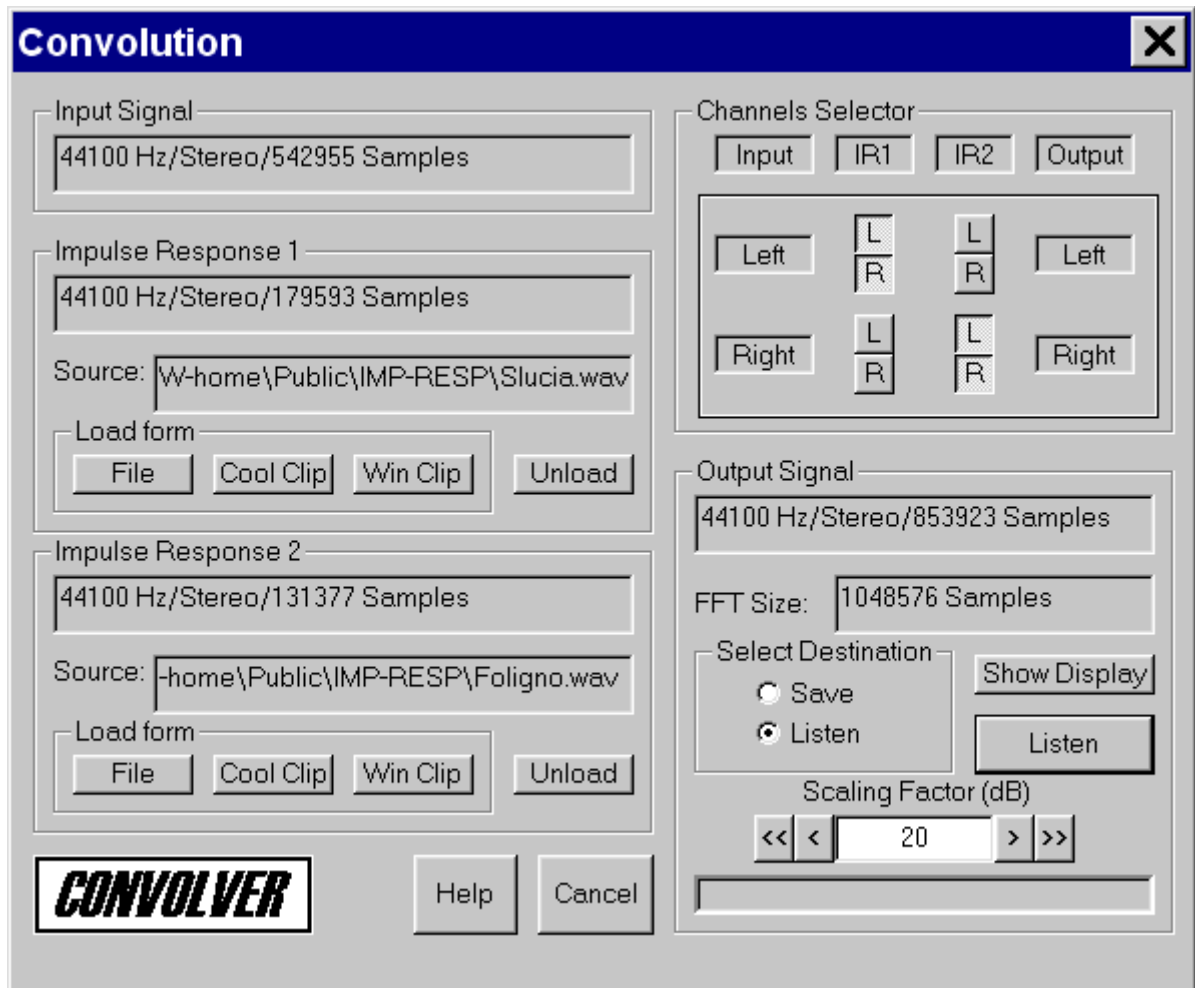 Convolution
Input Signal
44100 Hz/Stereo/542955 Samples
Impulse Response 1
44100 Hz/Stereo/179593 Samples
Source: W-home\Public\IMP-RESP\Slucia.wav
Load form
File Cool Clip Win Clip Unload
Impulse Response 2
44100 Hz/Stereo/131377 Samples
Source: -home\Public\IMP-RESP\Foligno.wav
Load form
File Cool Clip Win Clip Unload
CONVOLVER
Help Cancel
Channels Selector
Input IR1 IR2 Output
Left L L Left
R R
Right L L Right
R R
Output Signal
44100 Hz/Stereo/853923 Samples
FFT Size: 1048576 Samples
Select Destination
Save
Listen
Show Display
Listen
Scaling Factor (dB)
<< < 20 > >>